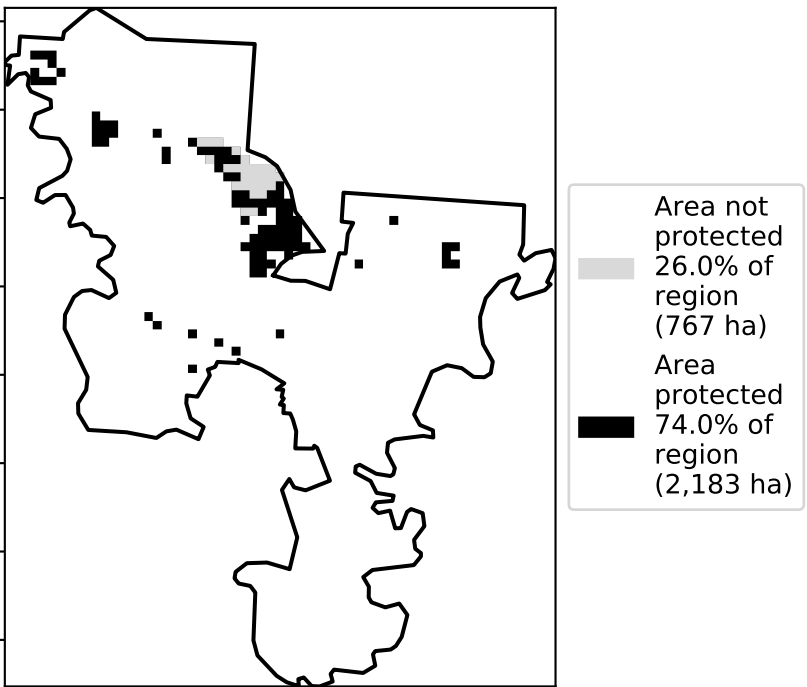 Area not
protected
26.0% of
region
(767 ha)
Area
protected
74.0% of
region
(2,183 ha)